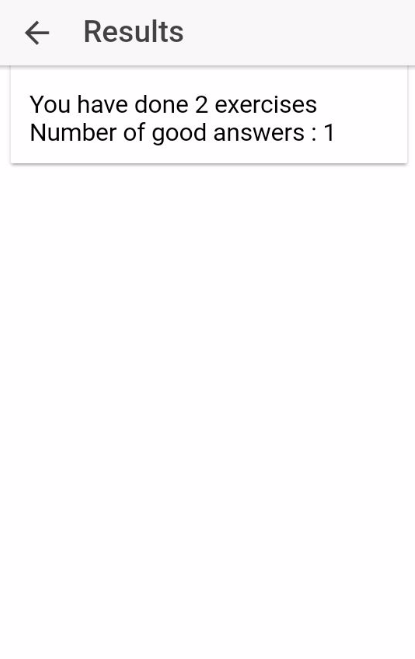 Results
You have done 2 exercises
Number of good answers : 1